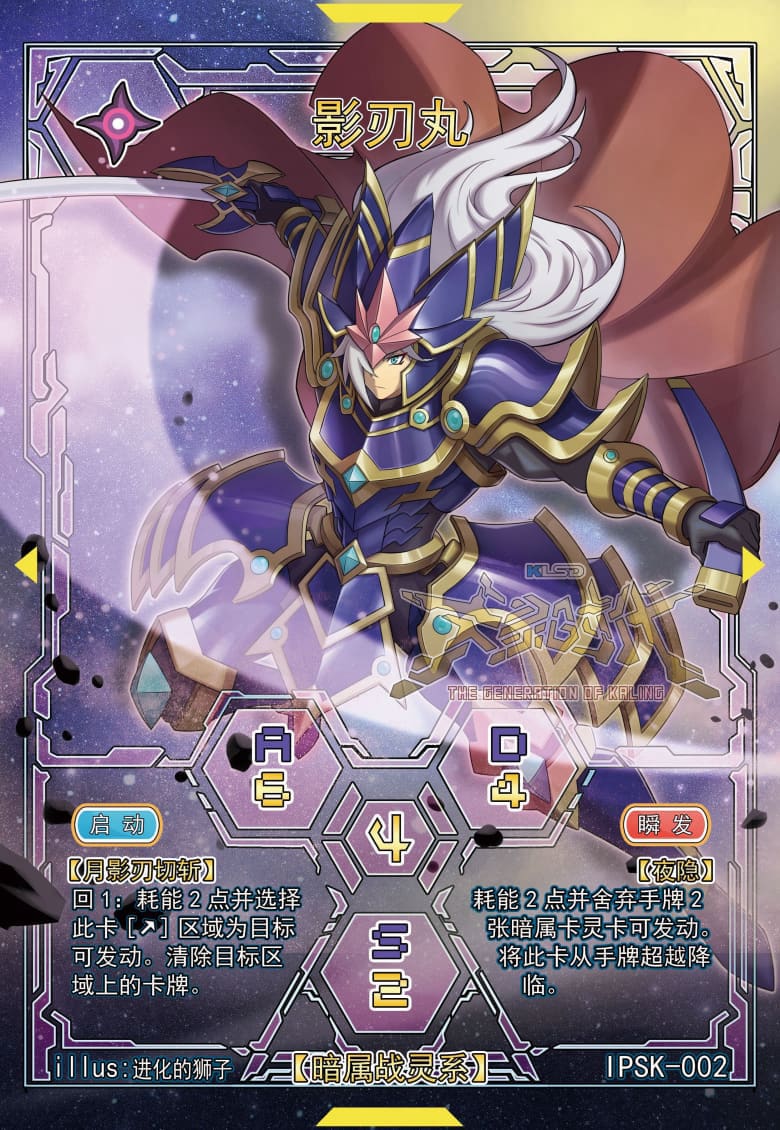 影刃丸
KLSD
THE GENERATION OF KALING
A
6
D
4
4
S
2
启动
【月影刃切斩】
回1：耗能2点并选择
此卡[↗]区域为目标
可发动。清除目标区
域上的卡牌。
瞬发
【夜隐】
耗能2点并舍弃手牌2
张暗属卡灵卡可发动。
将此卡从手牌超越降
临。
illus:进化的狮子
【暗属战灵系】
IPSK-002